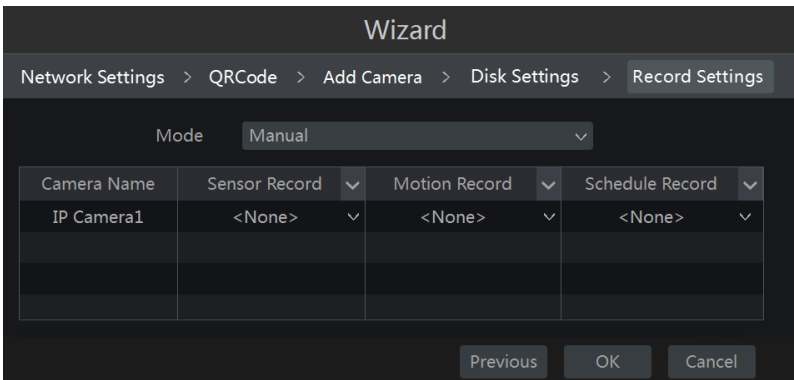 Wizard
Network Settings > QRCode > Add Camera > Disk Settings > Record Settings
Mode Manual
Camera Name Sensor Record Motion Record Schedule Record
IP Camera1 <None> <None> <None>
Previous OK Cancel